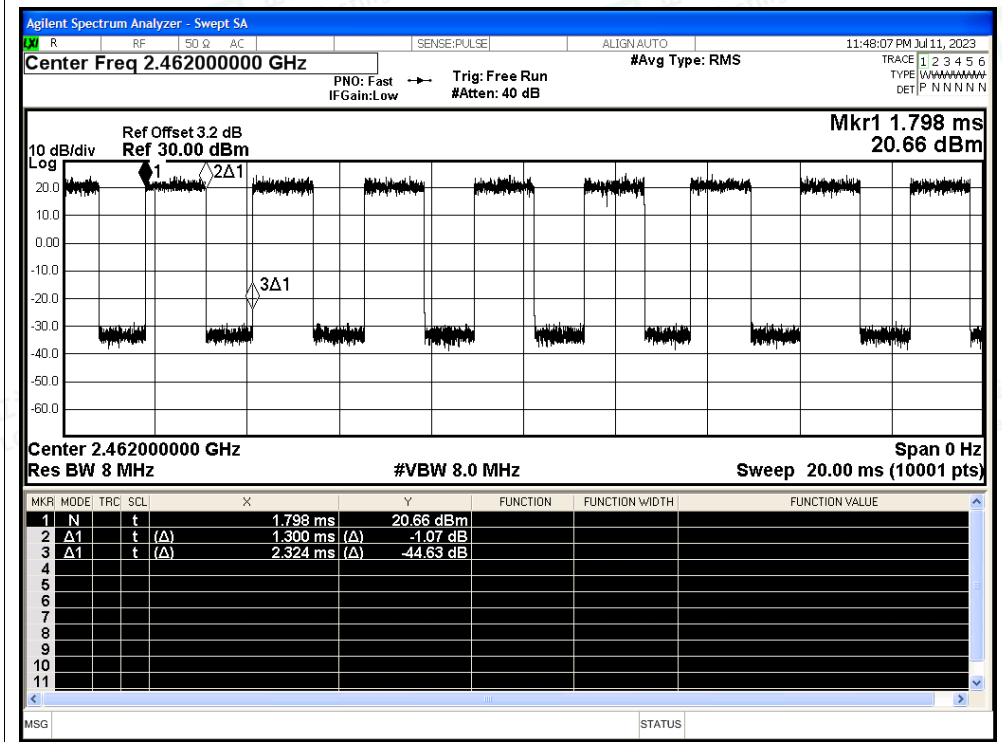 Agilent Spectrum Analyzer - Swept SA
LXI R RF 50 Ω AC SENSE:PULSE ALIGN AUTO 11:48:07 PM Jul 11, 2023
Center Freq 2.462000000 GHz #Avg Type: RMS TRACE 1 2 3 4 5 6
PNO: Fast Trig: Free Run TYPE
IFGain:Low #Atten: 40 dB DET P N N N N N
Mkr1 1.798 ms
Ref Offset 3.2 dB
10 dB/div Ref 30.00 dBm 20.66 dBm
Log
1 2Δ1
20.0
10.0
0.00
-10.0
3Δ1
-20.0
-30.0
-40.0
-50.0
-60.0
Center 2.462000000 GHz Span 0 Hz
Res BW 8 MHz #VBW 8.0 MHz Sweep 20.00 ms (10001 pts)
MKR MODE TRC SCL X Y FUNCTION FUNCTION WIDTH FUNCTION VALUE
1 N t 1.798 ms 20.66 dBm
2 Δ1 t (Δ) 1.300 ms (Δ) -1.07 dB
3 Δ1 t (Δ) 2.324 ms (Δ) -44.63 dB
4
5
6
7
8
9
10
11
MSG STATUS